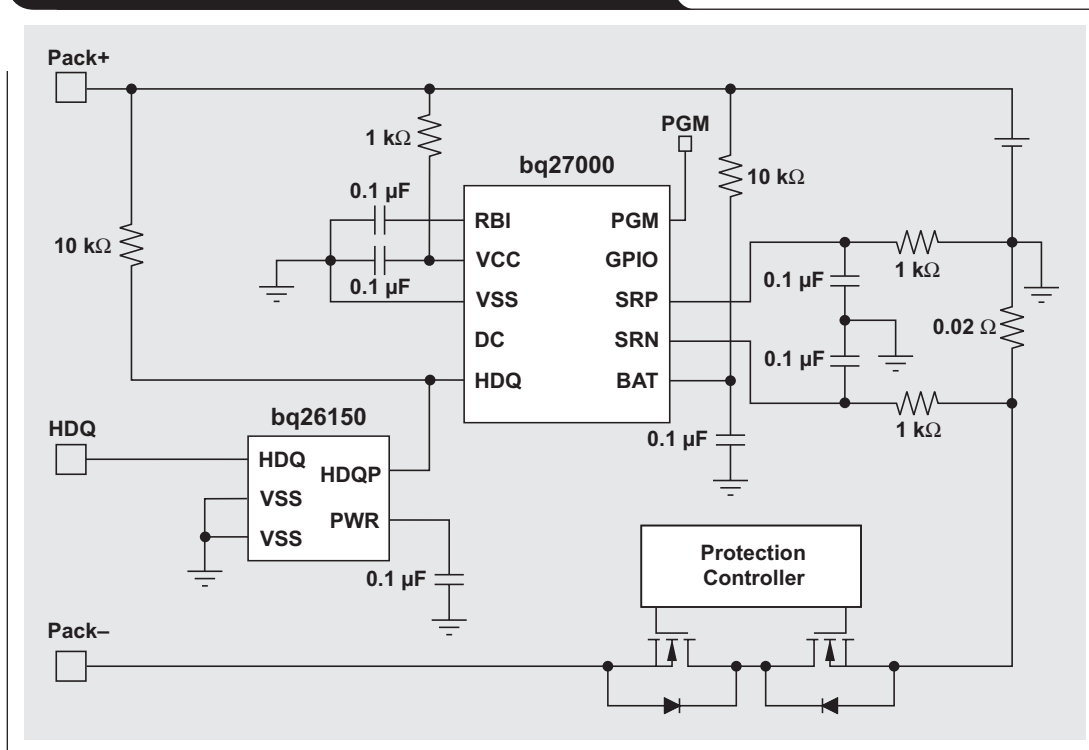 Pack+
1 kΩ
PGM
bq27000
10 kΩ
0.1 µF
RBI
PGM
10 kΩ
VCC
GPIO
1 kΩ
0.1 µF
0.1 µF
VSS
SRP
0.02 Ω
DC
SRN
0.1 µF
HDQ
BAT
bq26150
1 kΩ
HDQ
0.1 µF
HDQ
HDQP
VSS
PWR
VSS
0.1 µF
Protection
Controller
Pack–